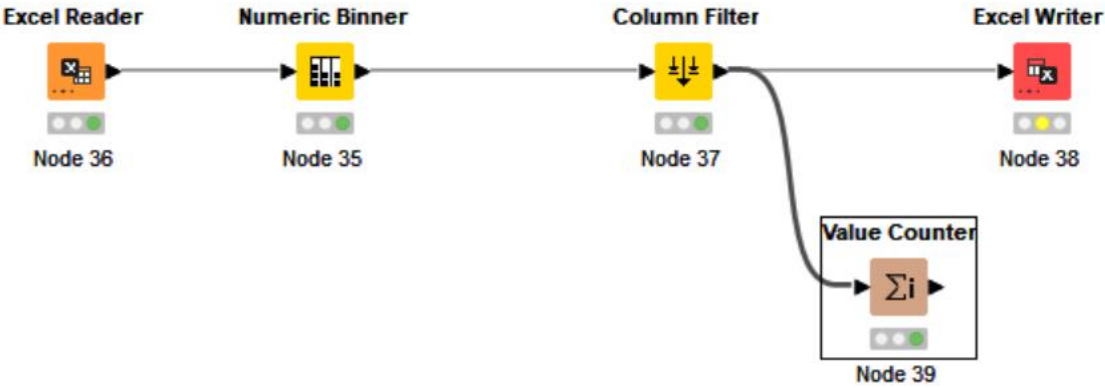 Excel Reader
Numeric Binner
Column Filter
Excel Writer
Node 36
Node 35
Node 37
Node 38
Value Counter
Σi
Node 39